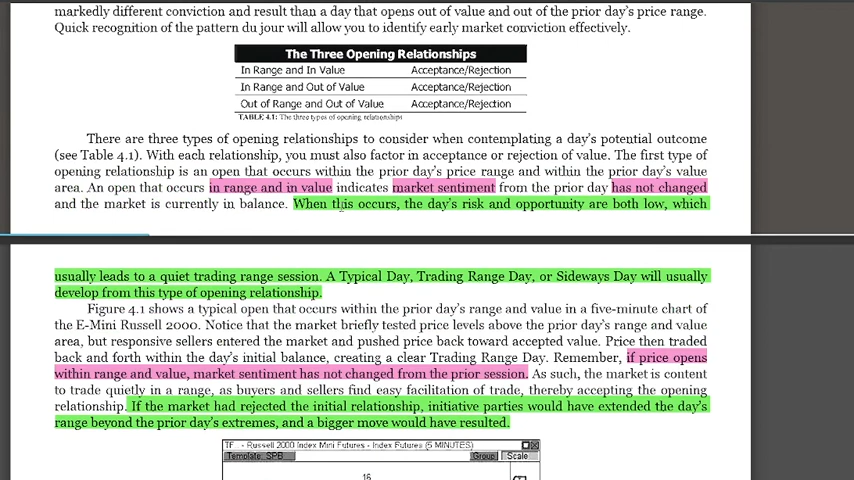 markedly different conviction and result than a day that opens out of value and out of the prior day's price range.
Quick recognition of the pattern du jour will allow you to identify early market conviction effectively.
The Three Opening Relationships
In Range and In Value Acceptance/Rejection
In Range and Out of Value Acceptance/Rejection
Out of Range and Out of Value Acceptance/Rejection
TABLE 4.1: The three types of opening relationships
There are three types of opening relationships to consider when contemplating a day's potential outcome
(see Table 4.1). With each relationship, you must also factor in acceptance or rejection of value. The first type of
opening relationship is an open that occurs within the prior day's price range and within the prior day's value
area. An open that occurs in range and in value indicates market sentiment from the prior day has not changed
and the market is currently in balance. When this occurs, the day's risk and opportunity are both low, which
usually leads to a quiet trading range session. A Typical Day, Trading Range Day, or Sideways Day will usually
develop from this type of opening relationship.
Figure 4.1 shows a typical open that occurs within the prior day's range and value in a five-minute chart of
the E-Mini Russell 2000. Notice that the market briefly tested price levels above the prior day's range and value
area, but responsive sellers entered the market and pushed price back toward accepted value. Price then traded
back and forth within the day's initial balance, creating a clear Trading Range Day. Remember, if price opens
within range and value, market sentiment has not changed from the prior session. As such, the market is content
to trade quietly in a range, as buyers and sellers find easy facilitation of trade, thereby accepting the opening
relationship. If the market had rejected the initial relationship, initiative parties would have extended the day's
range beyond the prior day's extremes, and a bigger move would have resulted.
TF - Russell 2000 Index Mini Futures - Index Futures (5 MINUTES)
Template: SPB Group Scale